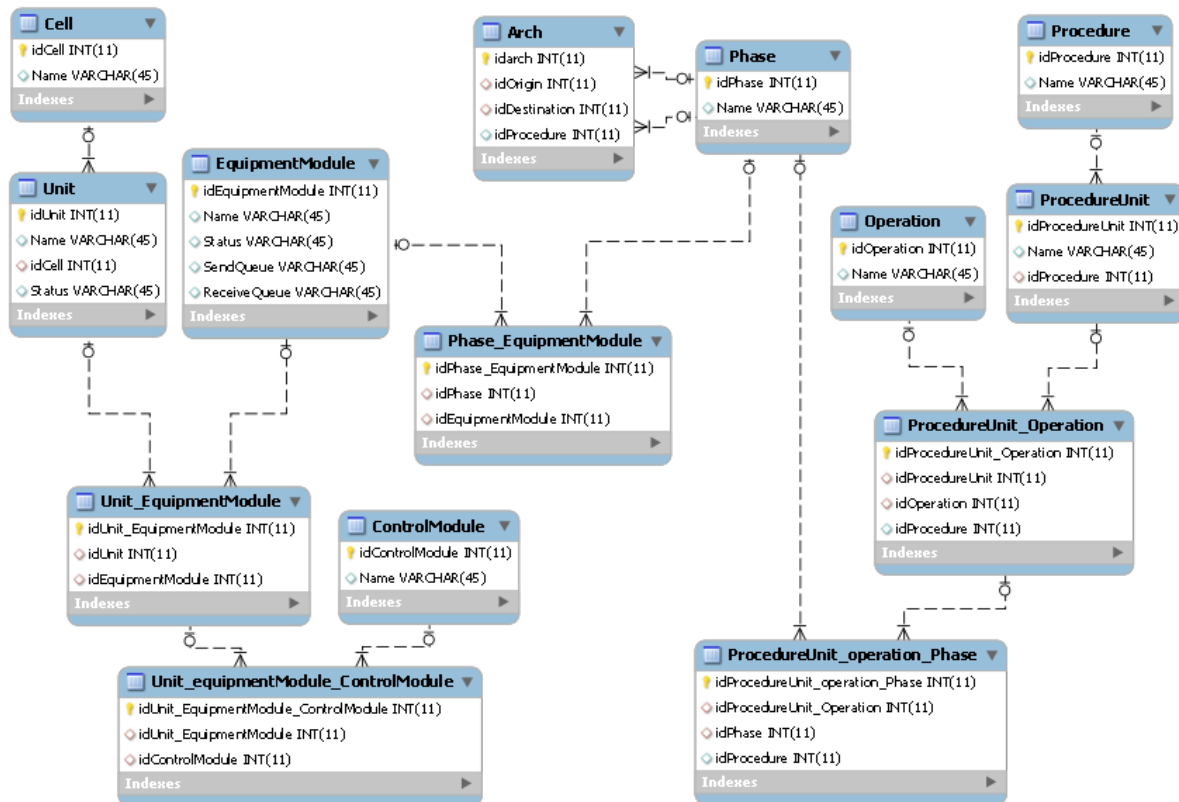 Cell
idCell INT(11)
Name VARCHAR(45)
Indexes
Unit
idUnit INT(11)
Name VARCHAR(45)
idCell INT(11)
Status VARCHAR(45)
Indexes
EquipmentModule
idEquipmentModule INT(11)
Name VARCHAR(45)
Status VARCHAR(45)
SendQueue VARCHAR(45)
ReceiveQueue VARCHAR(45)
Indexes
Arch
idarch INT(11)
idOrigin INT(11)
idDestination INT(11)
idProcedure INT(11)
Indexes
Phase
idPhase INT(11)
Name VARCHAR(45)
Indexes
Procedure
idProcedure INT(11)
Name VARCHAR(45)
Indexes
ProcedureUnit
idProcedureUnit INT(11)
Name VARCHAR(45)
idProcedure INT(11)
Indexes
Operation
idOperation INT(11)
Name VARCHAR(45)
Indexes
Phase_EquipmentModule
idPhase_EquipmentModule INT(11)
idPhase INT(11)
idEquipmentModule INT(11)
Indexes
ProcedureUnit_Operation
idProcedureUnit_Operation INT(11)
idProcedureUnit INT(11)
idOperation INT(11)
idProcedure INT(11)
Indexes
Unit_EquipmentModule
idUnit_EquipmentModule INT(11)
idUnit INT(11)
idEquipmentModule INT(11)
Indexes
ControlModule
idControlModule INT(11)
Name VARCHAR(45)
Indexes
Unit_equipmentModule_ControlModule
idUnit_EquipmentModule_ControlModule INT(11)
idUnit_EquipmentModule INT(11)
idControlModule INT(11)
Indexes
ProcedureUnit_operation_Phase
idProcedureUnit_operation_Phase INT(11)
idProcedureUnit_Operation INT(11)
idPhase INT(11)
idProcedure INT(11)
Indexes